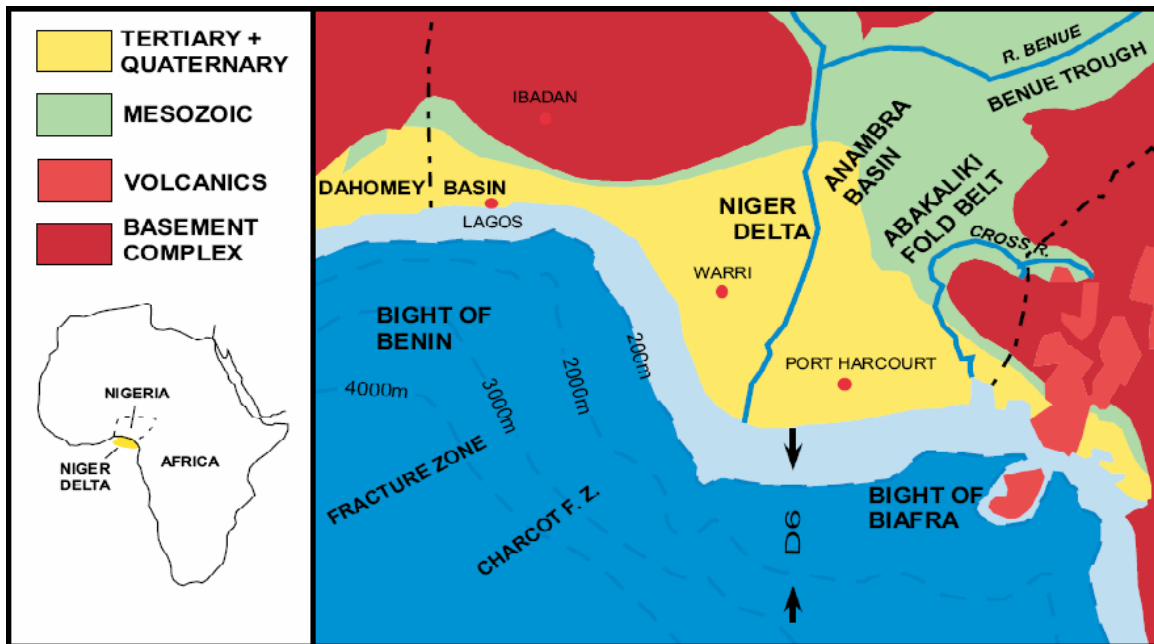 TERTIARY +
QUATERNARY
MESOZOIC
VOLCANICS
BASEMENT
COMPLEX
NIGERIA
NIGER
DELTA
AFRICA
R. BENUE
BENUE TROUGH
IBADAN
ANAMBRA
BASIN
DAHOMEY BASIN
LAGOS
NIGER
DELTA
ABAKALIKI
FOLD BELT
CROSS R.
WARRI
BIGHT OF
BENIN
200m
2000m
3000m
4000m
PORT HARCOURT
FRACTURE ZONE
CHARCOT F. Z.
BIGHT OF
BIAFRA
D6